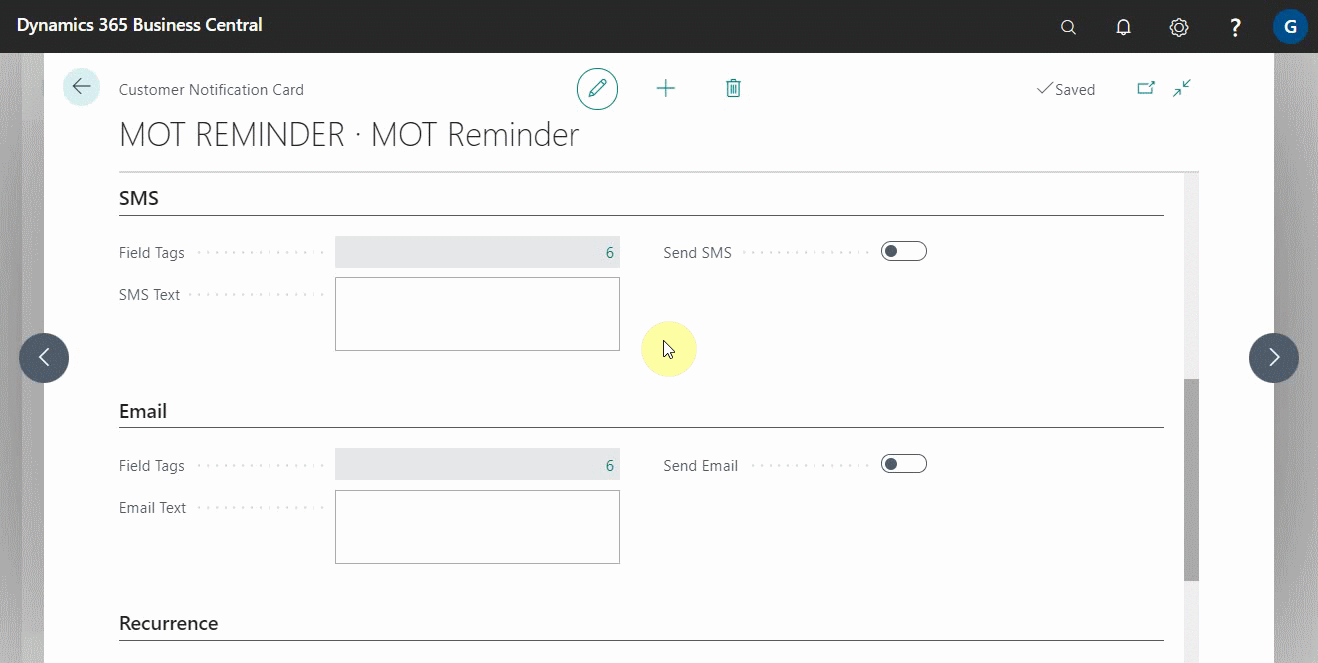 Dynamics 365 Business Central
? G
Customer Notification Card
Saved
MOT REMINDER · MOT Reminder
SMS
Field Tags 6 Send SMS
SMS Text
Email
Field Tags 6 Send Email
Email Text
Recurrence